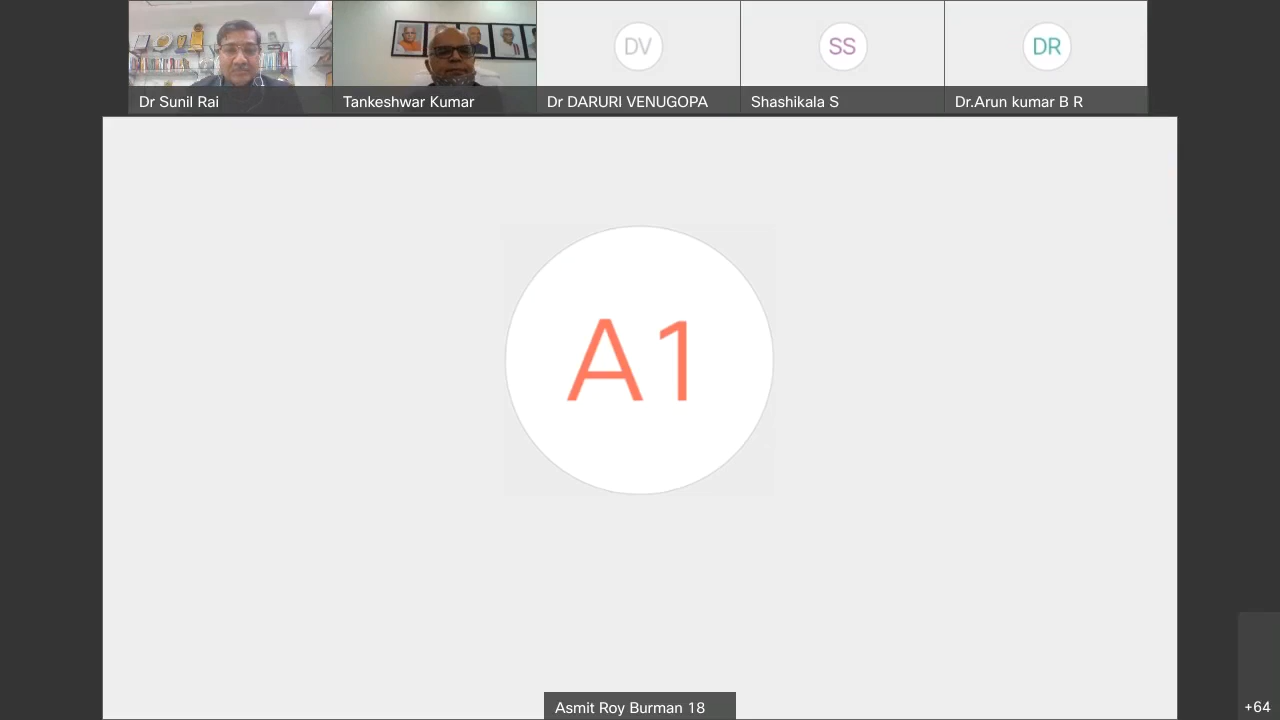 DV
SS
DR
Dr Sunil Rai
Tankeshwar Kumar
Dr DARURI VENUGOPA
Shashikala S
Dr.Arun kumar B R
A1
Asmit Roy Burman 18
+64